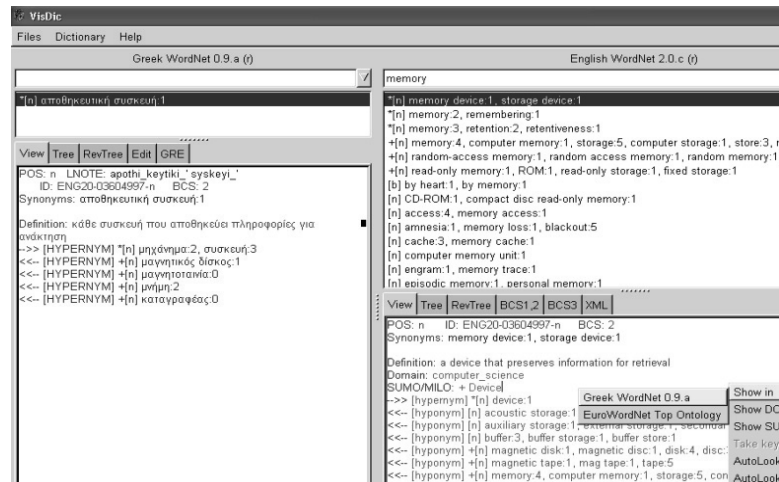 VisDic
Files Dictionary Help
Greek WordNet 0.9.a (r)
*[n] αποθηκευτική συσκευή:1
View Tree RevTree Edit GRE
POS: n LNOTE: apothi_keytiki_' syskeyi_'
ID: ENG20-03604997-n BCS: 2
Synonyms: αποθηκευτική συσκευή:1
Definition: κάθε συσκευή που αποθηκεύει πληροφορίες για
ανάκτηση
-->> [HYPERNYM] *[n] μηχάνημα:2, συσκευή:3
<<-- [HYPERNYM] +[n] μαγνητικός δίσκος:1
<<-- [HYPERNYM] +[n] μαγνητοταινία:0
<<-- [HYPERNYM] +[n] μνήμη:2
<<-- [HYPERNYM] +[n] καταγραφέας:0
English WordNet 2.0.c (r)
memory
*[n] memory device:1, storage device:1
*[n] memory:2, remembering:1
*[n] memory:3, retention:2, retentiveness:1
+[n] memory:4, computer memory:1, storage:5, computer storage:1, store:3,
+[n] random-access memory:1, random access memory:1, random memory:1
+[n] read-only memory:1, ROM:1, read-only storage:1, fixed storage:1
[b] by heart:1, by memory:1
[n] CD-ROM:1, compact disc read-only memory:1
[n] access:4, memory access:1
[n] amnesia:1, memory loss:1, blackout:5
[n] cache:3, memory cache:1
[n] computer memory unit:1
[n] engram:1, memory trace:1
[n] episodic memory:1, personal memory:1
View Tree RevTree BCS1,2 BCS3 XML
POS: n ID: ENG20-03604997-n BCS: 2
Synonyms: memory device:1, storage device:1
Definition: a device that preserves information for retrieval
Domain: computer_science
SUMO/MILO: + Device
-->> [hypernym] *[n] device:1
<<-- [hyponym] [n] acoustic storage:1
<<-- [hyponym] [n] auxiliary storage:1, external storage:1,
<<-- [hyponym] [n] buffer:3, buffer storage:1, buffer store:1
<<-- [hyponym] +[n] magnetic disk:1, magnetic disc:1, disk:4, disc:
<<-- [hyponym] +[n] magnetic tape:1, mag tape:1, tape:5
<<-- [hyponym] +[n] memory:4, computer memory:1, storage:5, con
Greek WordNet 0.9.a
EuroWordNet Top Ontology
Show in
Show DO
Show SU
Take key
AutoLook
AutoLook